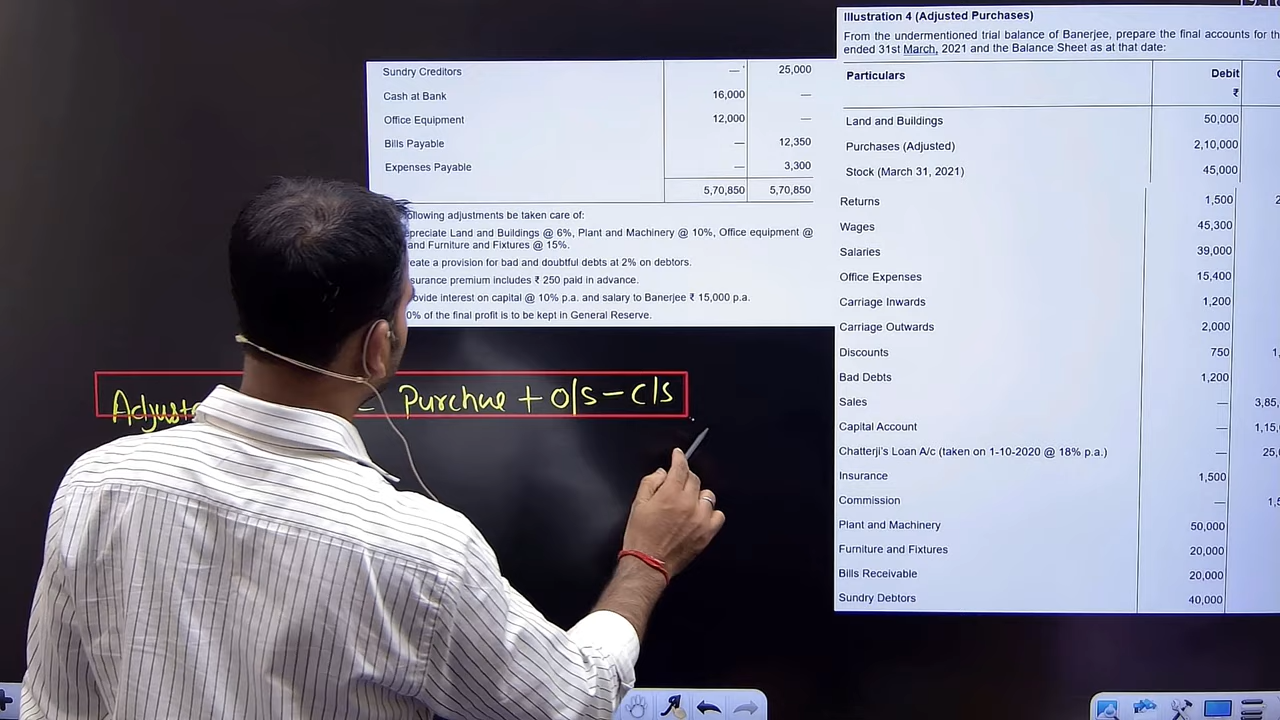 Illustration 4 (Adjusted Purchases)
From the undermentioned trial balance of Banerjee, prepare the final accounts for
ended 31st March, 2021 and the Balance Sheet as at that date:
Particulars Debit
₹
Land and Buildings 50,000
Purchases (Adjusted) 2,10,000
Stock (March 31, 2021) 45,000
Returns 1,500
Wages 45,300
Salaries 39,000
Office Expenses 15,400
Carriage Inwards 1,200
Carriage Outwards 2,000
Discounts 750
Bad Debts 1,200
Sales — 3,85,
Capital Account — 1,15,
Chatterji's Loan A/c (taken on 1-10-2020 @ 18% p.a.) — 25,
Insurance 1,500
Commission —
Plant and Machinery 50,000
Furniture and Fixtures 20,000
Bills Receivable 20,000
Sundry Debtors 40,000
Sundry Creditors — 25,000
Cash at Bank 16,000 —
Office Equipment 12,000 —
Bills Payable — 12,350
Expenses Payable — 3,300
5,70,850 5,70,850
following adjustments be taken care of:
Land and Buildings @ 6%, Plant and Machinery @ 10%, Office equipment @
and Furniture and Fixtures @ 15%.
a provision for bad and doubtful debts at 2% on debtors.
premium includes ₹ 250 paid in advance.
interest on capital @ 10% p.a. and salary to Banerjee ₹ 15,000 p.a.
of the final profit is to be kept in General Reserve.
= Purchase + O/S - C/S